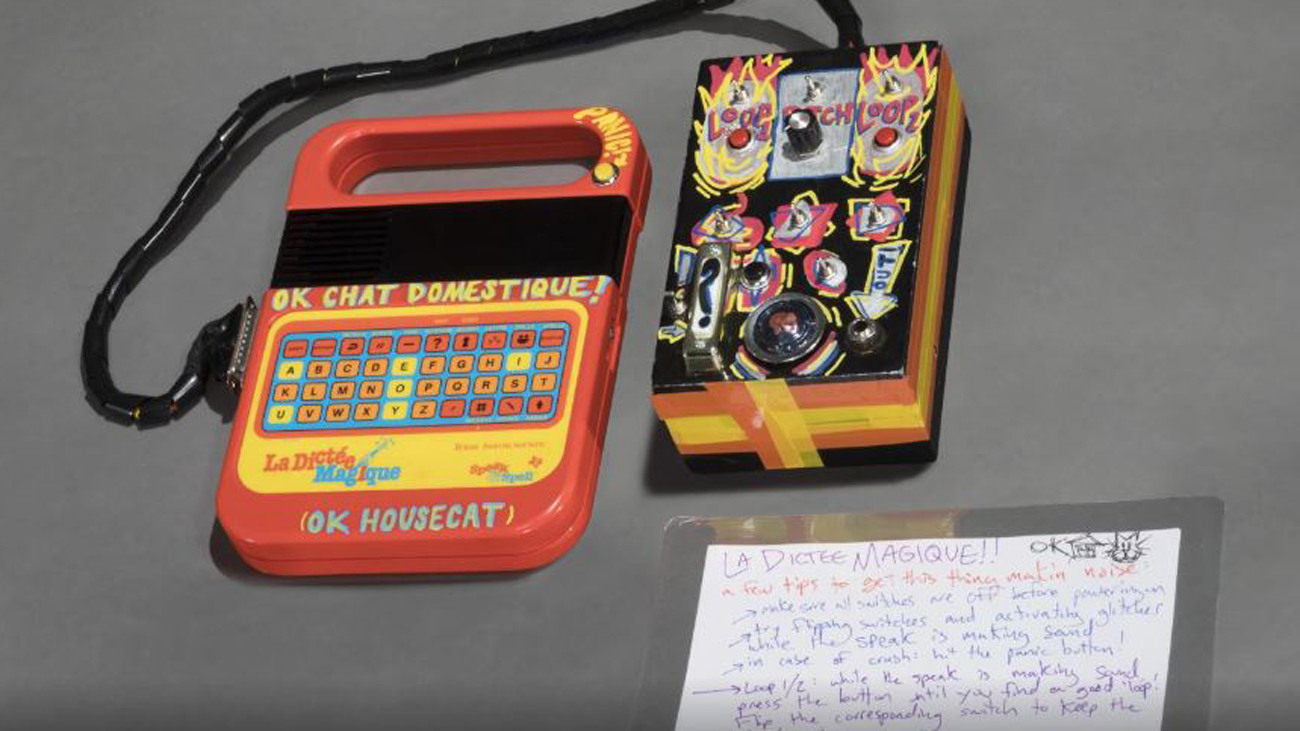 PANIC!
LOOP 1
PITCH
LOOP 2
OUT
?
OK CHAT DOMESTIQUE!
?
A B C D E F G H I J
K L M N O P Q R S T
U V W X Y Z
La Dictée
Magique
Speak
&
Spell
(OK HOUSECAT)
LA DICTEE MAGIQUE!! OK
a few tips to get this thing makin' noise:
→ make sure all switches are off before powering on
→ try flipping switches and activating glitches
while the speak is making sound
→ in case of crash: hit the panic button!
→ Loop 1/2: while the speak is making sound
press the button until you find a good loop!
Flip the corresponding switch to keep the